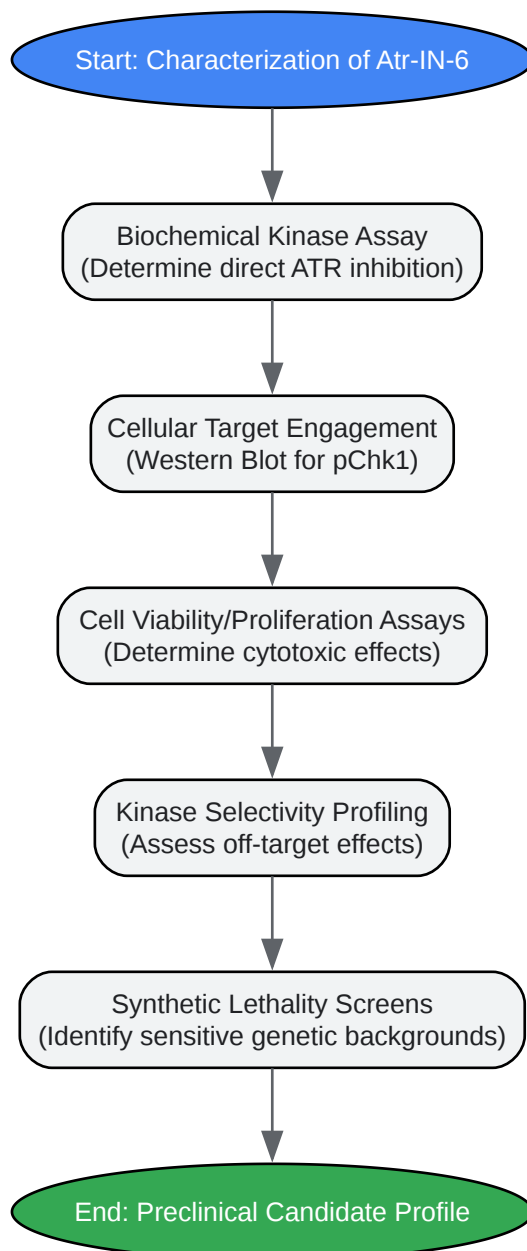 Start: Characterization of Atr-IN-6
Biochemical Kinase Assay
(Determine direct ATR inhibition)
Cellular Target Engagement
(Western Blot for pChk1)
Cell Viability/Proliferation Assays
(Determine cytotoxic effects)
Kinase Selectivity Profiling
(Assess off-target effects)
Synthetic Lethality Screens
(Identify sensitive genetic backgrounds)
End: Preclinical Candidate Profile